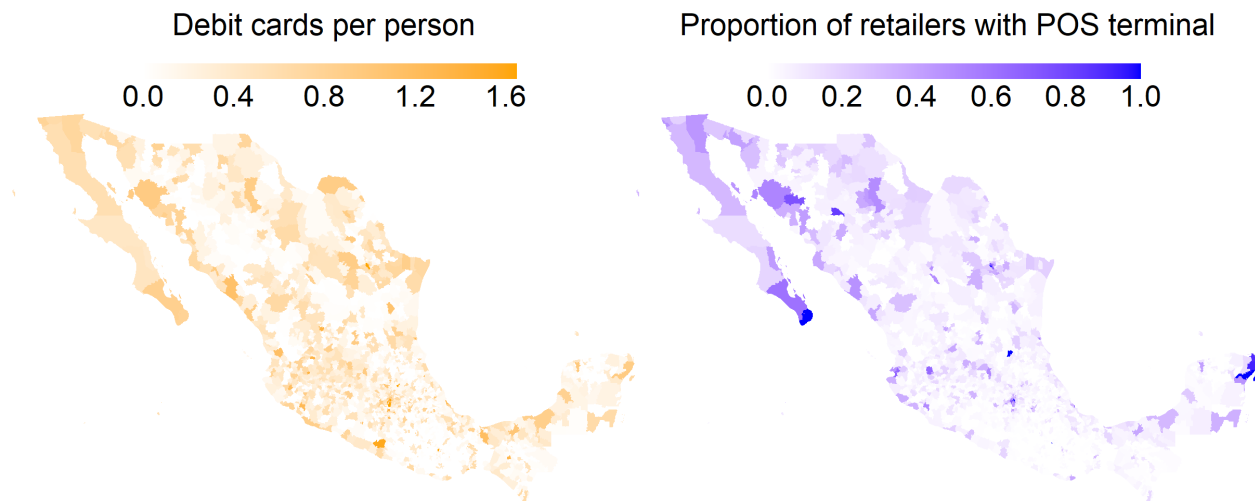 Debit cards per person
0.0 0.4 0.8 1.2 1.6
Proportion of retailers with POS terminal
0.0 0.2 0.4 0.6 0.8 1.0